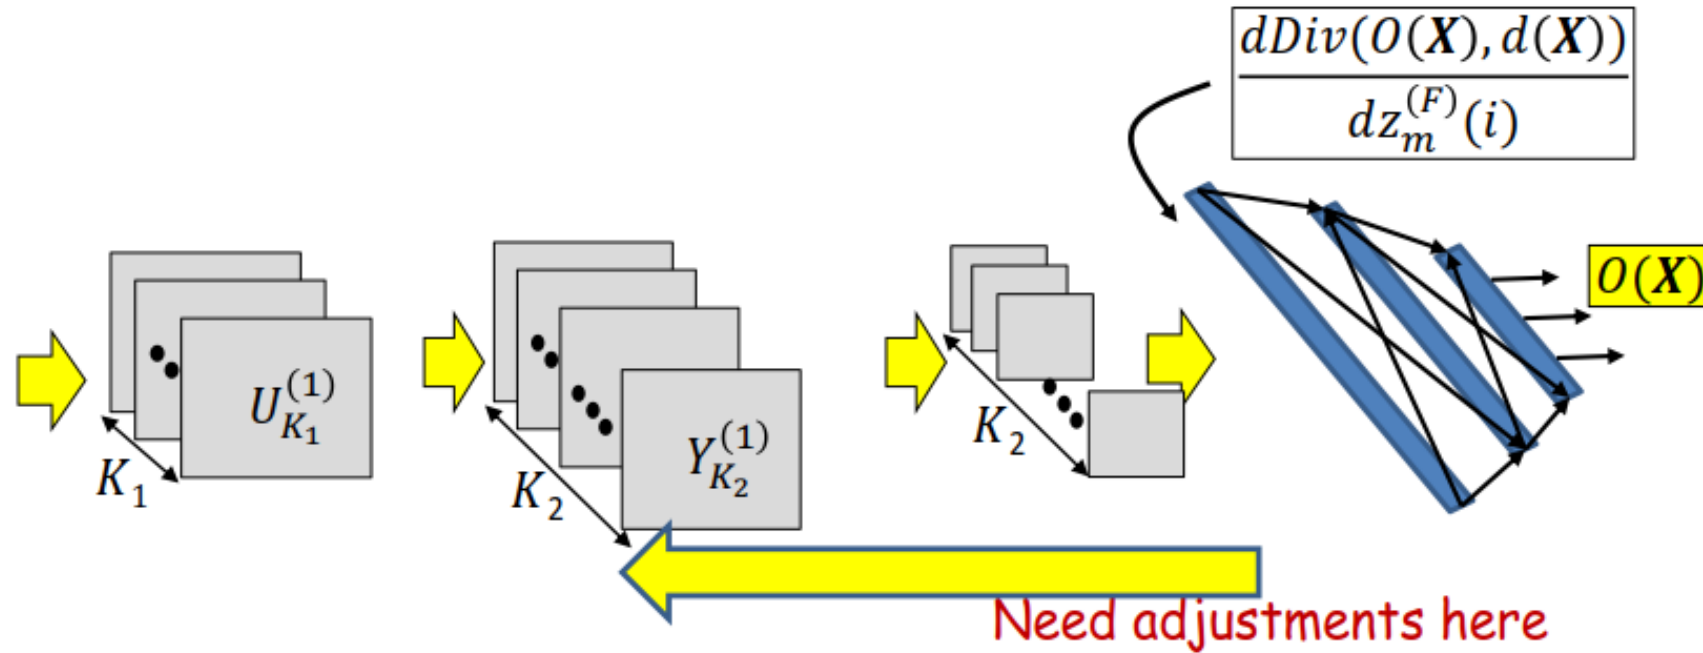 dDiv(O(X), d(X))
dz_m^{(F)}(i)
O(X)
U_{K_1}^{(1)}
Y_{K_2}^{(1)}
K_1
K_2
K_2
Need adjustments here